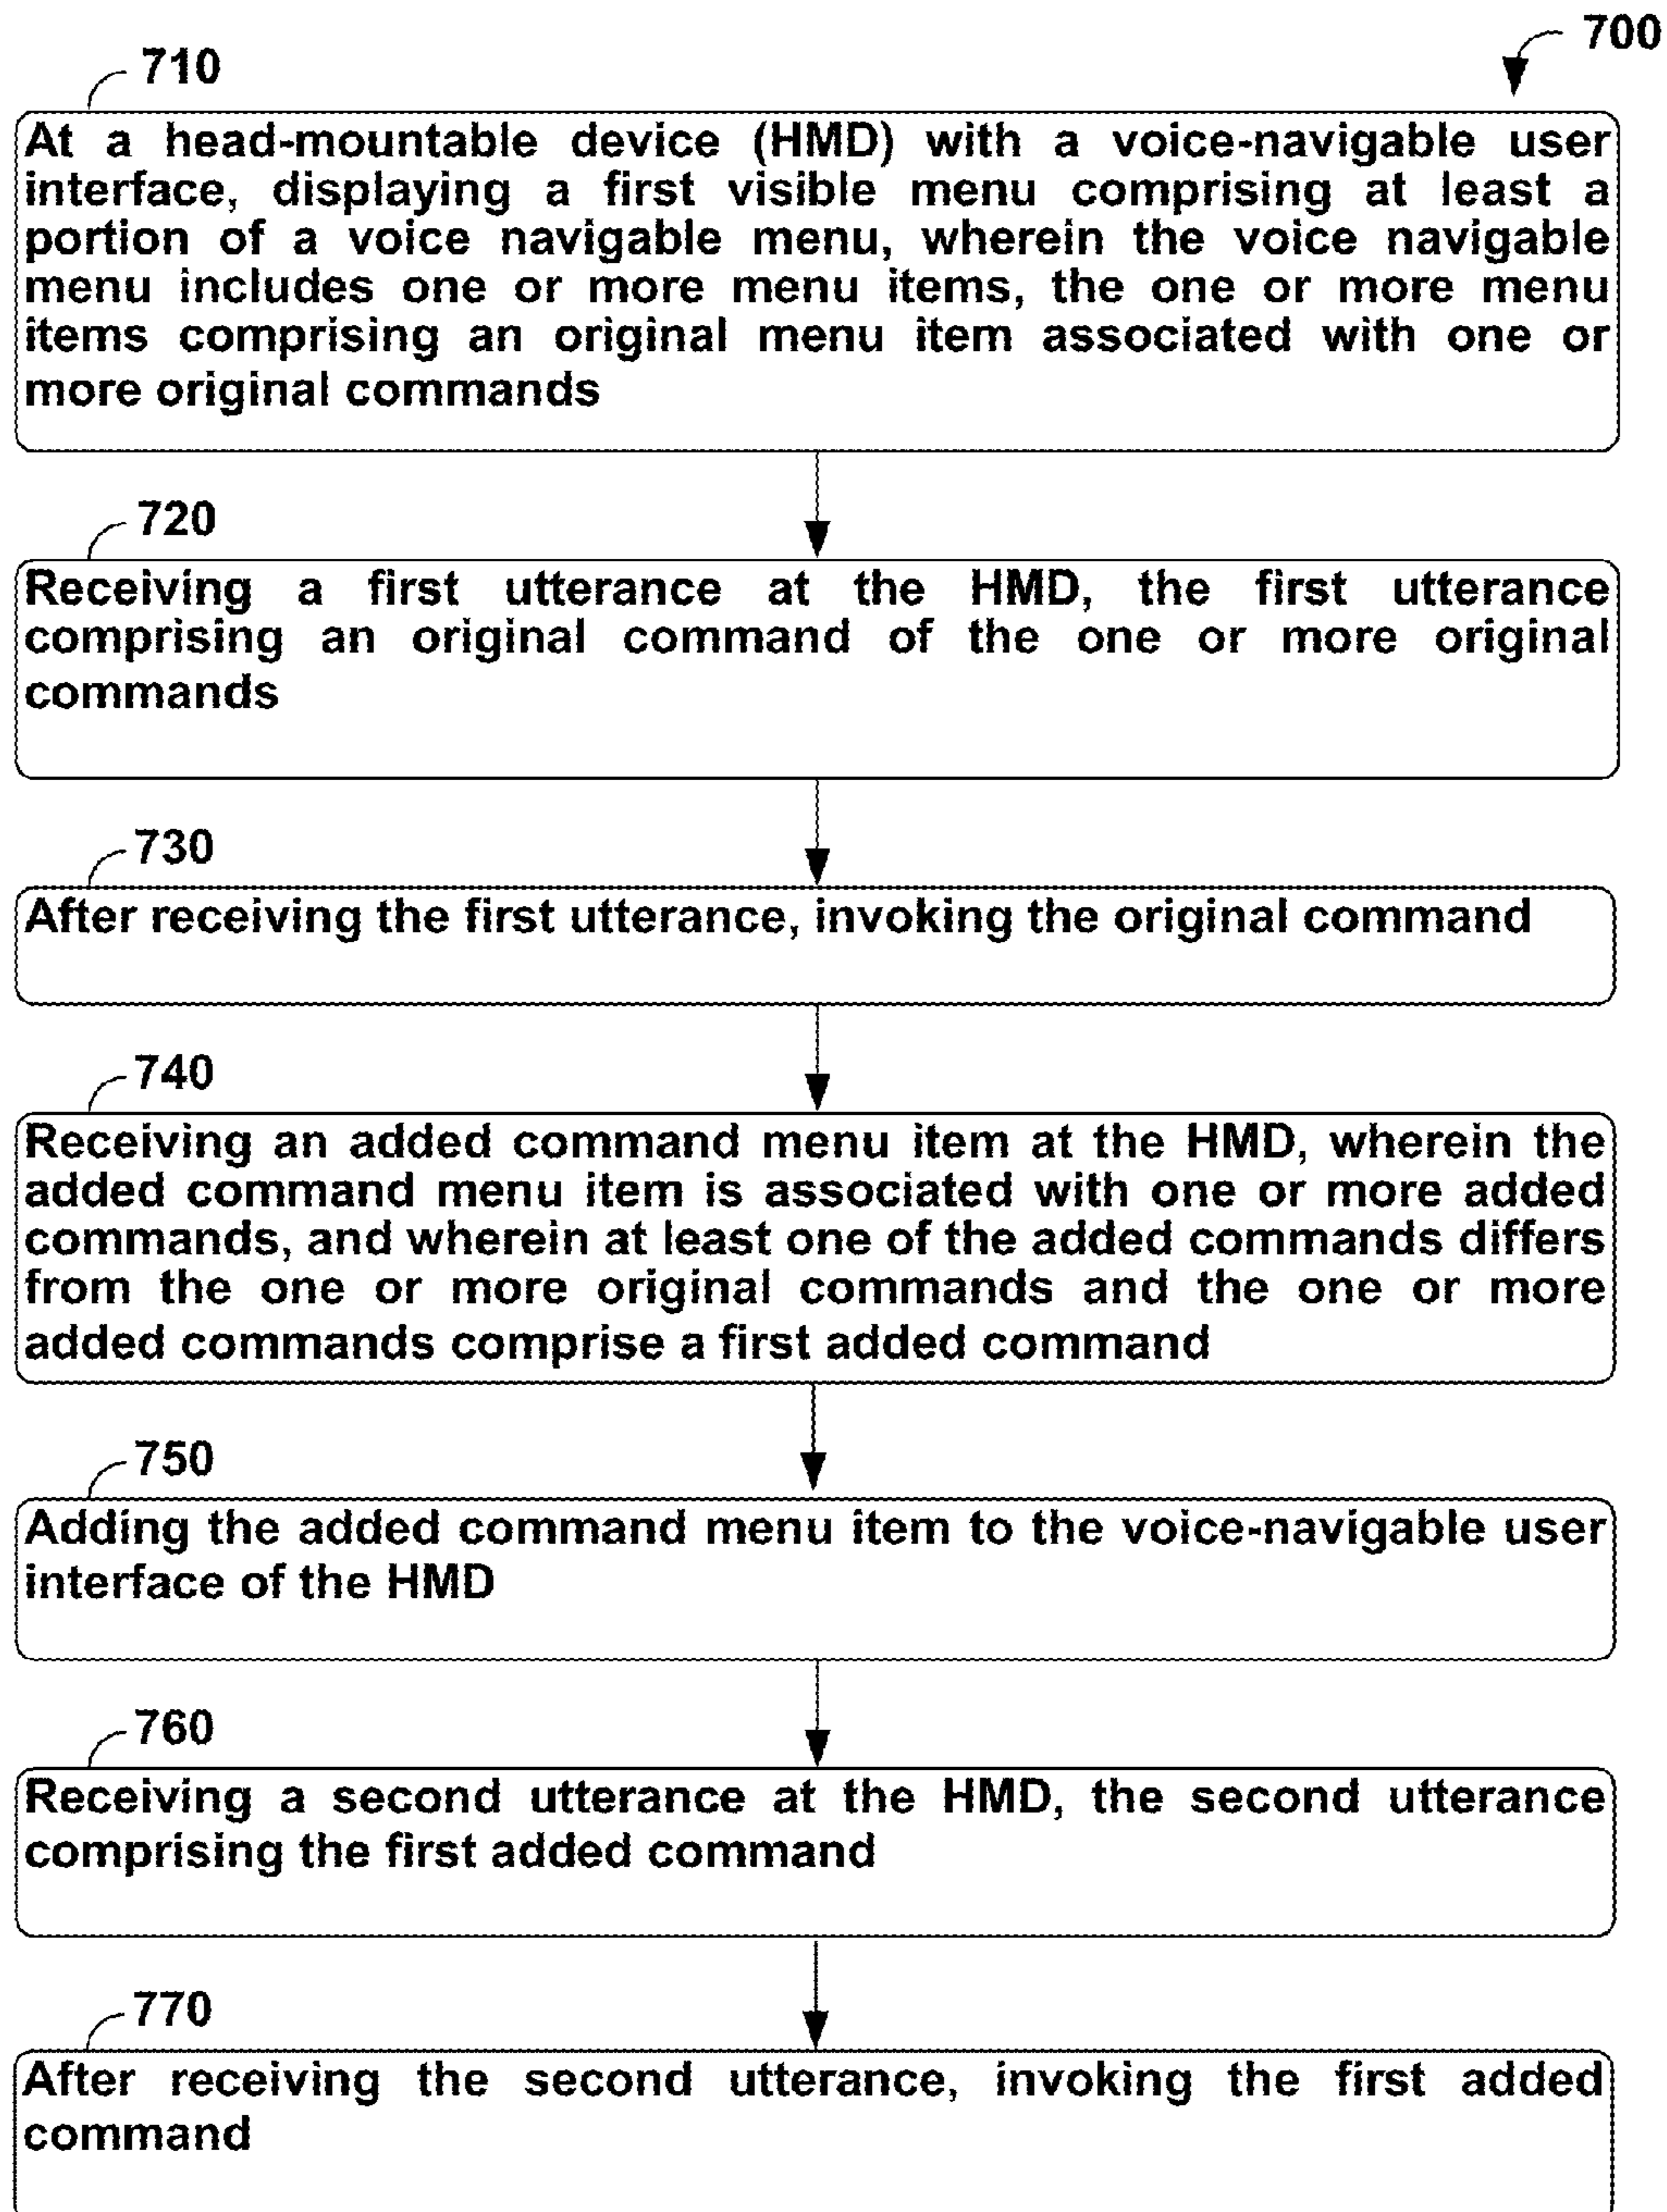 700
710
At a head-mountable device (HMD) with a voice-navigable user
interface, displaying a first visible menu comprising at least a
portion of a voice navigable menu, wherein the voice navigable
menu includes one or more menu items, the one or more menu
items comprising an original menu item associated with one or
more original commands
720
Receiving a first utterance at the HMD, the first utterance
comprising an original command of the one or more original
commands
730
After receiving the first utterance, invoking the original command
740
Receiving an added command menu item at the HMD, wherein the
added command menu item is associated with one or more added
commands, and wherein at least one of the added commands differs
from the one or more original commands and the one or more
added commands comprise a first added command
750
Adding the added command menu item to the voice-navigable user
interface of the HMD
760
Receiving a second utterance at the HMD, the second utterance
comprising the first added command
770
After receiving the second utterance, invoking the first added
command